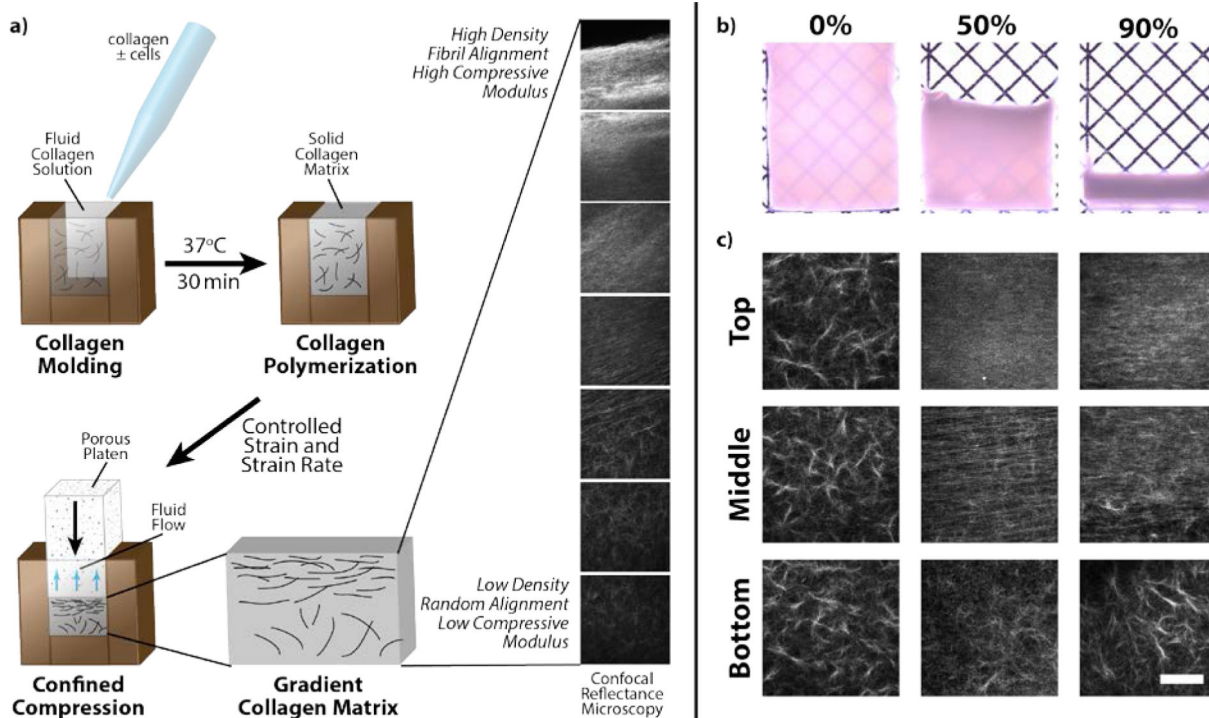 a)
collagen
± cells
Fluid
Collagen
Solution
Solid
Collagen
Matrix
37°C
30 min
Collagen
Molding
Collagen
Polymerization
Controlled
Strain and
Strain Rate
Porous
Platen
Fluid
Flow
Confined
Compression
Gradient
Collagen Matrix
High Density
Fibril Alignment
High Compressive
Modulus
Low Density
Random Alignment
Low Compressive
Modulus
Confocal
Reflectance
Microscopy
b)
0%
50%
90%
c)
Top
Middle
Bottom